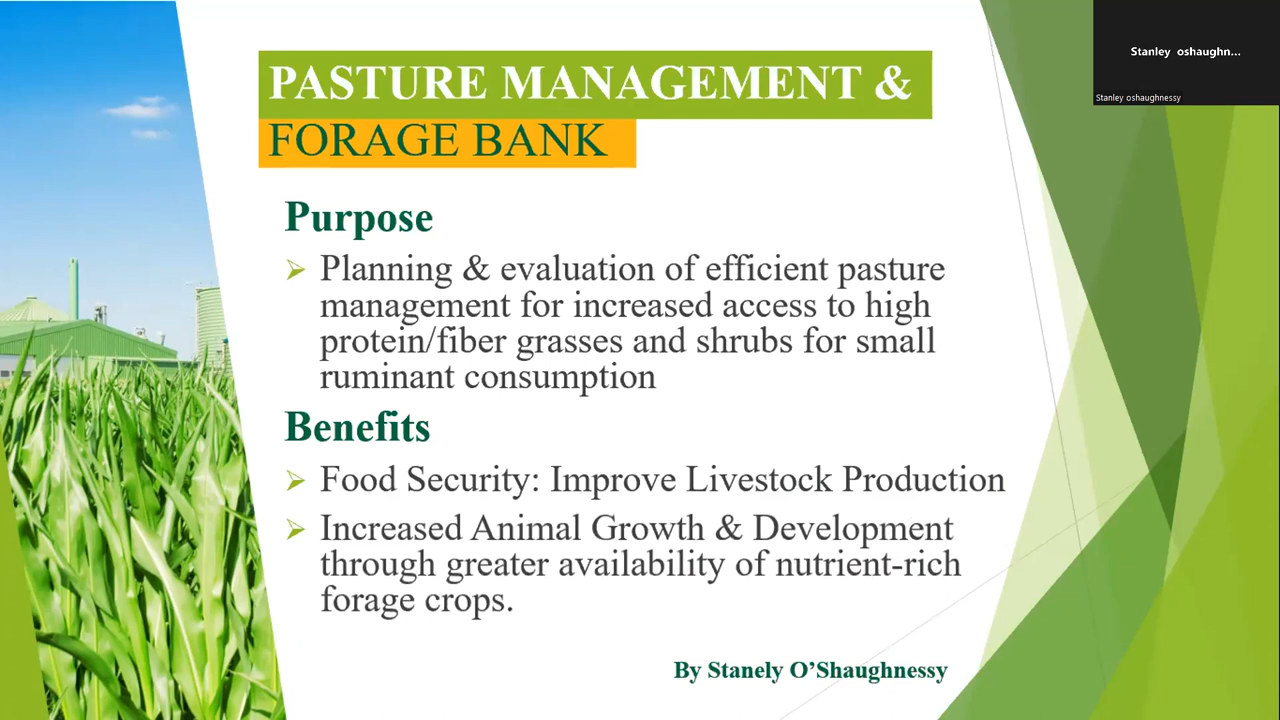 Stanley oshaughn...
Stanley oshaughnessy
PASTURE MANAGEMENT &
FORAGE BANK
Purpose
Planning & evaluation of efficient pasture
management for increased access to high
protein/fiber grasses and shrubs for small
ruminant consumption
Benefits
Food Security: Improve Livestock Production
Increased Animal Growth & Development
through greater availability of nutrient-rich
forage crops.
By Stanely O’Shaughnessy